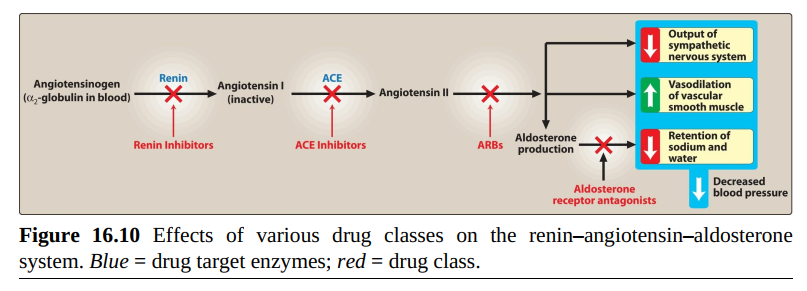 Angiotensinogen
(α₂-globulin in blood)
Renin
Renin Inhibitors
Angiotensin I
(inactive)
ACE
ACE Inhibitors
Angiotensin II
ARBs
Aldosterone
production
Aldosterone
receptor antagonists
Output of
sympathetic
nervous system
Vasodilation
of vascular
smooth muscle
Retention of
sodium and
water
Decreased
blood pressure
Figure 16.10 Effects of various drug classes on the renin–angiotensin–aldosterone
system. Blue = drug target enzymes; red = drug class.